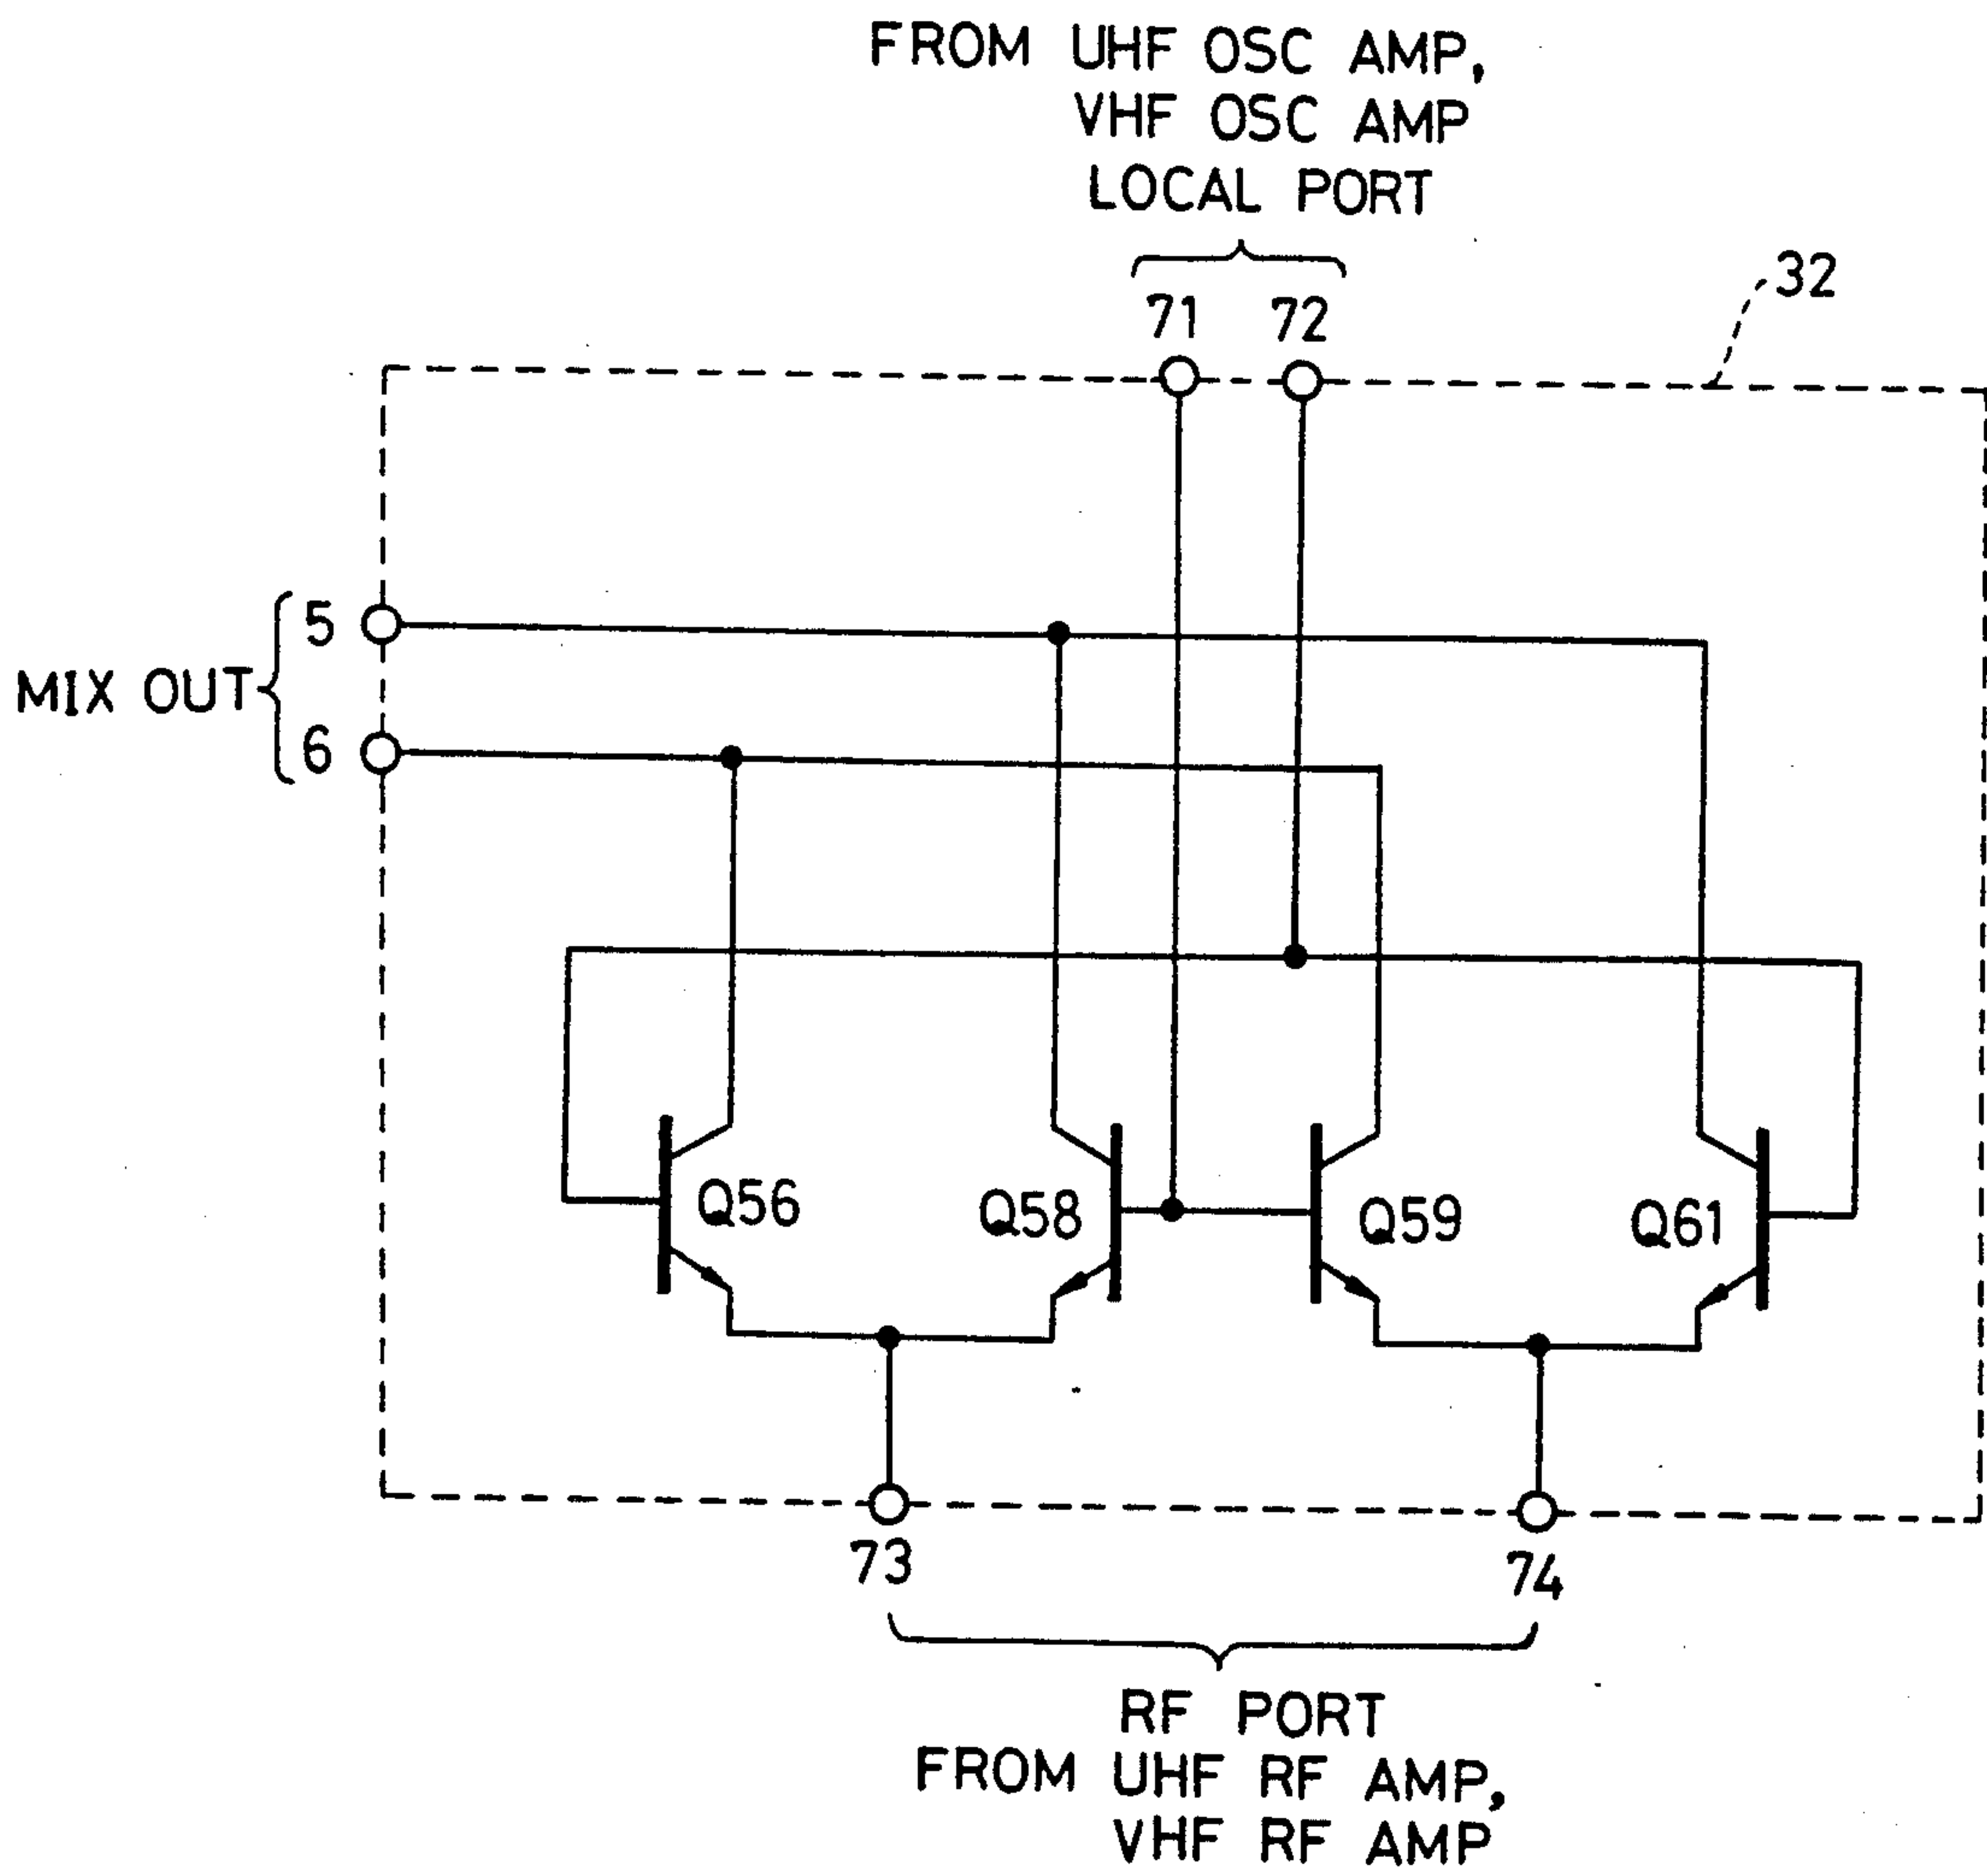 FROM UHF OSC AMP,
VHF OSC AMP
LOCAL PORT
71 72
32
MIX OUT
5
6
Q56 Q58 Q59 Q61
73
74
RF PORT
FROM UHF RF AMP,
VHF RF AMP